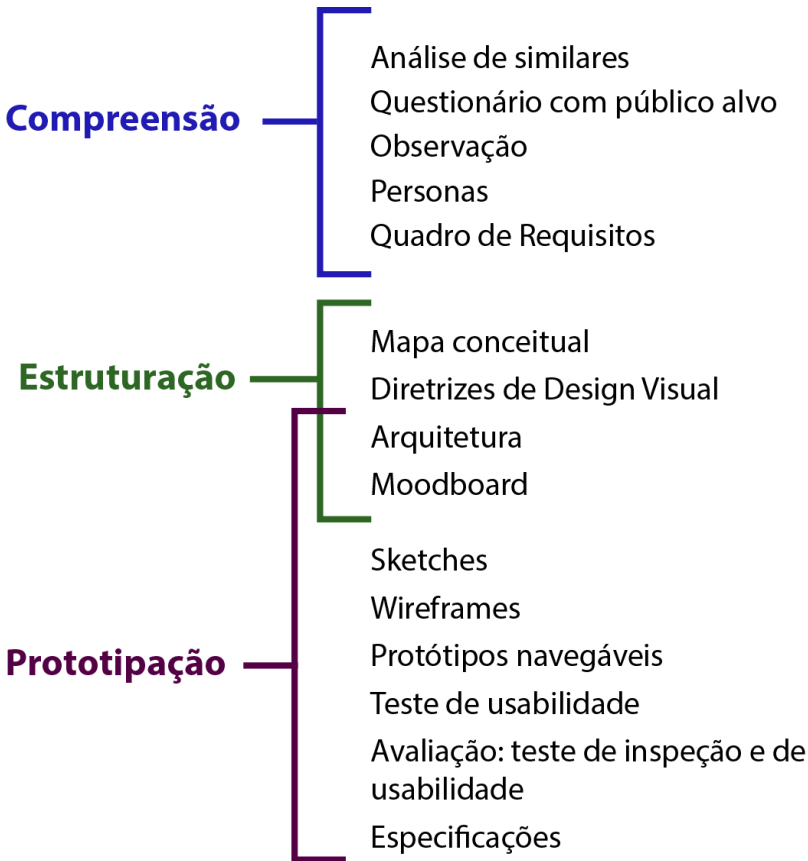 Compreensão
Análise de similares
Questionário com público alvo
Observação
Personas
Quadro de Requisitos
Estruturação
Mapa conceitual
Diretrizes de Design Visual
Arquitetura
Moodboard
Prototipação
Sketches
Wireframes
Protótipos navegáveis
Teste de usabilidade
Avaliação: teste de inspeção e de
usabilidade
Especificações